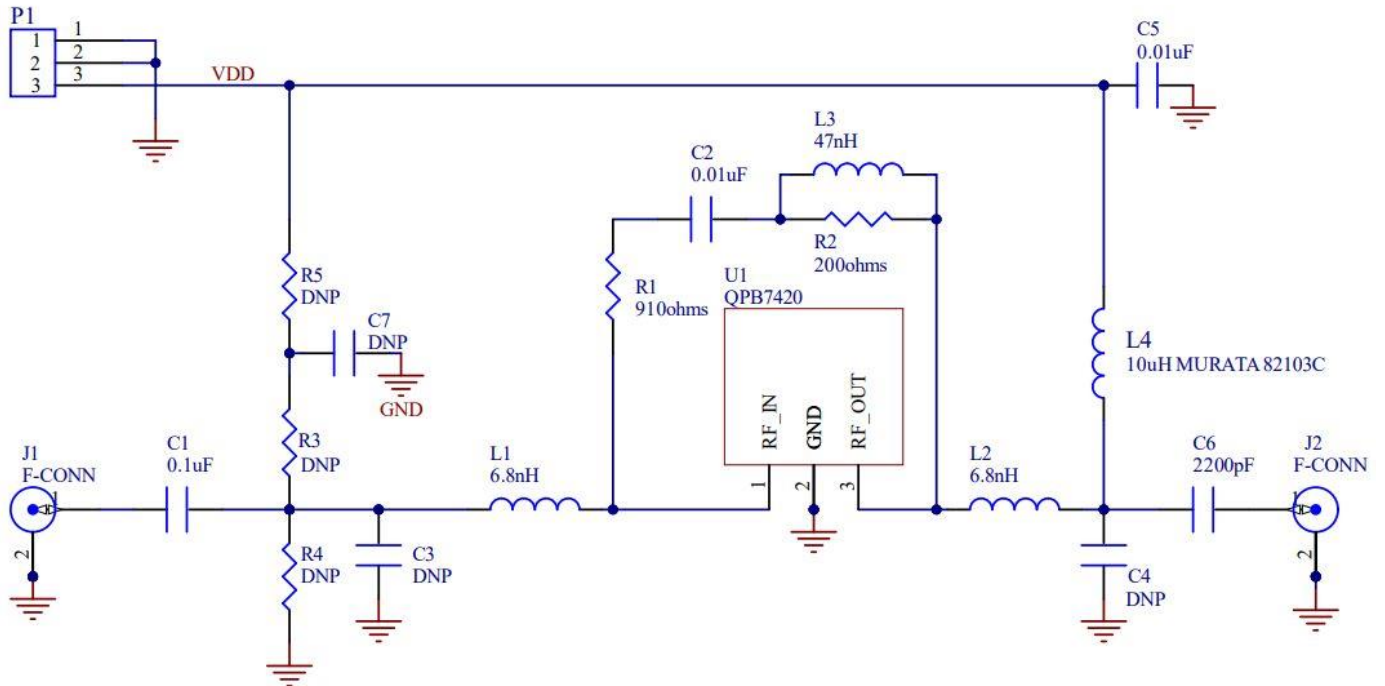 P1
1
2
3
1
2
3
VDD
C5
0.01uF
L3
47nH
C2
0.01uF
R2
200ohms
R1
910ohms
U1
QPB7420
RF_IN
GND
RF_OUT
1
2
3
R5
DNP
C7
DNP
GND
R3
DNP
L4
10uH MURATA 82103C
J1
F-CONN
1
2
C1
0.1uF
L1
6.8nH
L2
6.8nH
C6
2200pF
J2
F-CONN
1
2
R4
DNP
C3
DNP
C4
DNP